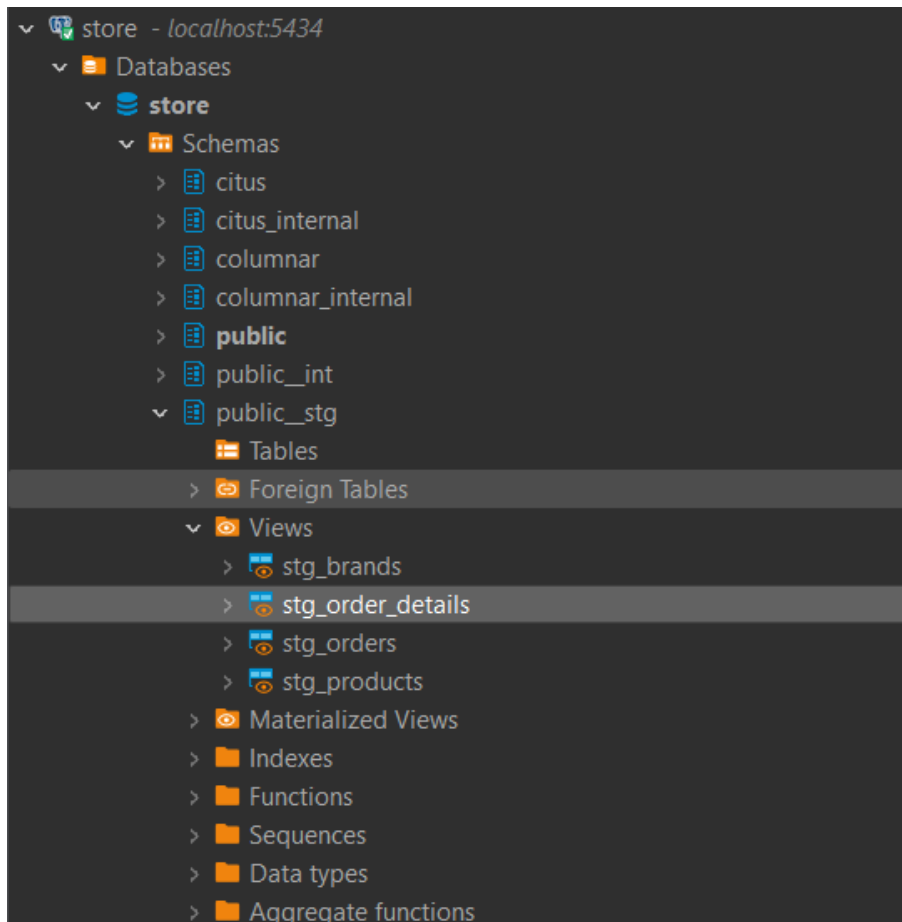 store - localhost:5434
Databases
store
Schemas
citus
citus_internal
columnar
columnar_internal
public
public__int
public__stg
Tables
Foreign Tables
Views
stg_brands
stg_order_details
stg_orders
stg_products
Materialized Views
Indexes
Functions
Sequences
Data types
Aggregate functions